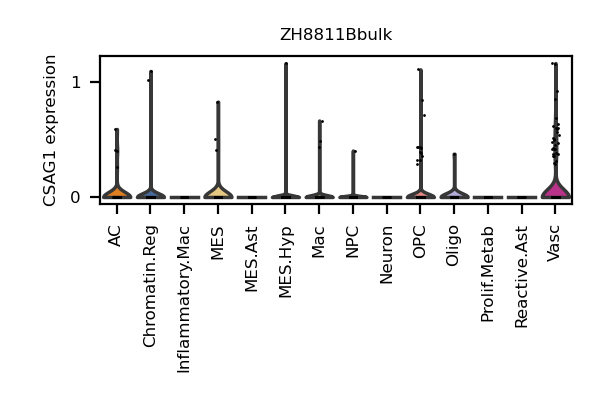 ZH8811Bbulk
CSAG1 expression
1
0
AC
Chromatin.Reg
Inflammatory.Mac
MES
MES.Ast
MES.Hyp
Mac
NPC
Neuron
OPC
Oligo
Prolif.Metab
Reactive.Ast
Vasc